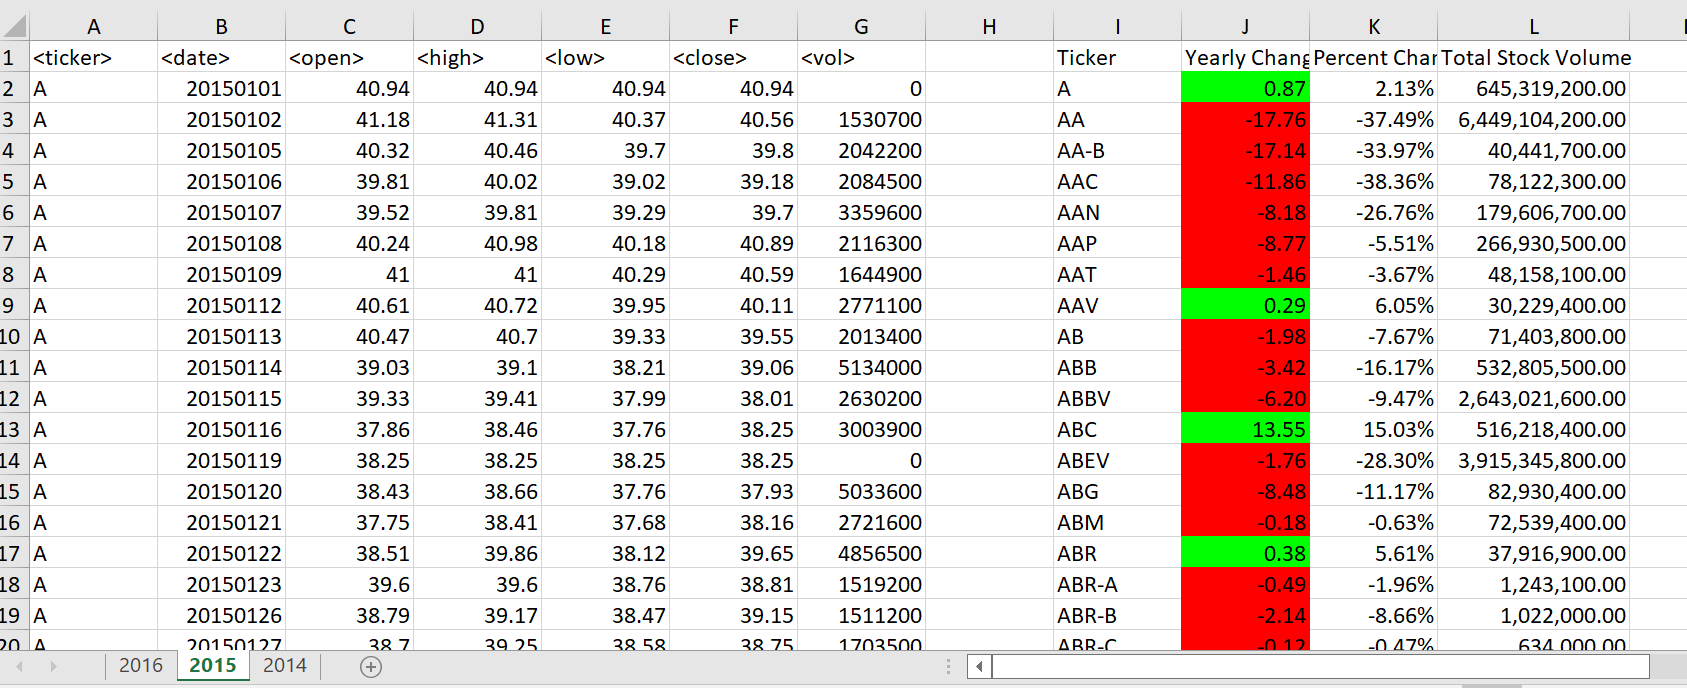 A B C D E F G H I J K L
1 <ticker> <date> <open> <high> <low> <close> <vol> Ticker Yearly Chang Percent Char Total Stock Volume
2 A 20150101 40.94 40.94 40.94 40.94 0 A 0.87 2.13% 645,319,200.00
3 A 20150102 41.18 41.31 40.37 40.56 1530700 AA -17.76 -37.49% 6,449,104,200.00
4 A 20150105 40.32 40.46 39.7 39.8 2042200 AA-B -17.14 -33.97% 40,441,700.00
5 A 20150106 39.81 40.02 39.02 39.18 2084500 AAC -11.86 -38.36% 78,122,300.00
6 A 20150107 39.52 39.81 39.29 39.7 3359600 AAN -8.18 -26.76% 179,606,700.00
7 A 20150108 40.24 40.98 40.18 40.89 2116300 AAP -8.77 -5.51% 266,930,500.00
8 A 20150109 41 41 40.29 40.59 1644900 AAT -1.46 -3.67% 48,158,100.00
9 A 20150112 40.61 40.72 39.95 40.11 2771100 AAV 0.29 6.05% 30,229,400.00
10 A 20150113 40.47 40.7 39.33 39.55 2013400 AB -1.98 -7.67% 71,403,800.00
11 A 20150114 39.03 39.1 38.21 39.06 5134000 ABB -3.42 -16.17% 532,805,500.00
12 A 20150115 39.33 39.41 37.99 38.01 2630200 ABBV -6.20 -9.47% 2,643,021,600.00
13 A 20150116 37.86 38.46 37.76 38.25 3003900 ABC 13.55 15.03% 516,218,400.00
14 A 20150119 38.25 38.25 38.25 38.25 0 ABEV -1.76 -28.30% 3,915,345,800.00
15 A 20150120 38.43 38.66 37.76 37.93 5033600 ABG -8.48 -11.17% 82,930,400.00
16 A 20150121 37.75 38.41 37.68 38.16 2721600 ABM -0.18 -0.63% 72,539,400.00
17 A 20150122 38.51 39.86 38.12 39.65 4856500 ABR 0.38 5.61% 37,916,900.00
18 A 20150123 39.6 39.6 38.76 38.81 1519200 ABR-A -0.49 -1.96% 1,243,100.00
19 A 20150126 38.79 39.17 38.47 39.15 1511200 ABR-B -2.14 -8.66% 1,022,000.00
20 A 20150127 38.7 39.25 38.58 38.75 1703500 ABR-C -0.12 -0.47% 634,000.00
2016 2015 2014